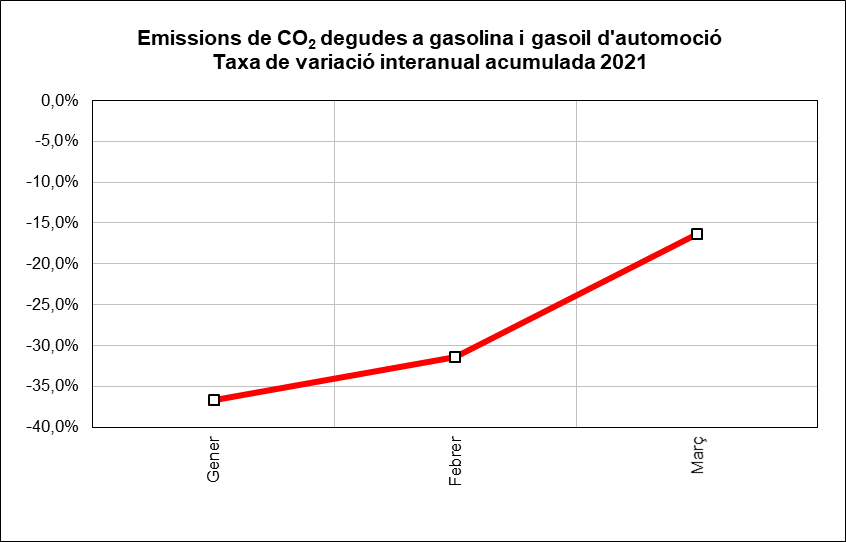 Emissions de CO₂ degudes a gasolina i gasoil d'automoció
Taxa de variació interanual acumulada 2021
0,0%
-5,0%
-10,0%
-15,0%
-20,0%
-25,0%
-30,0%
-35,0%
-40,0%
Gener
Febrer
Març